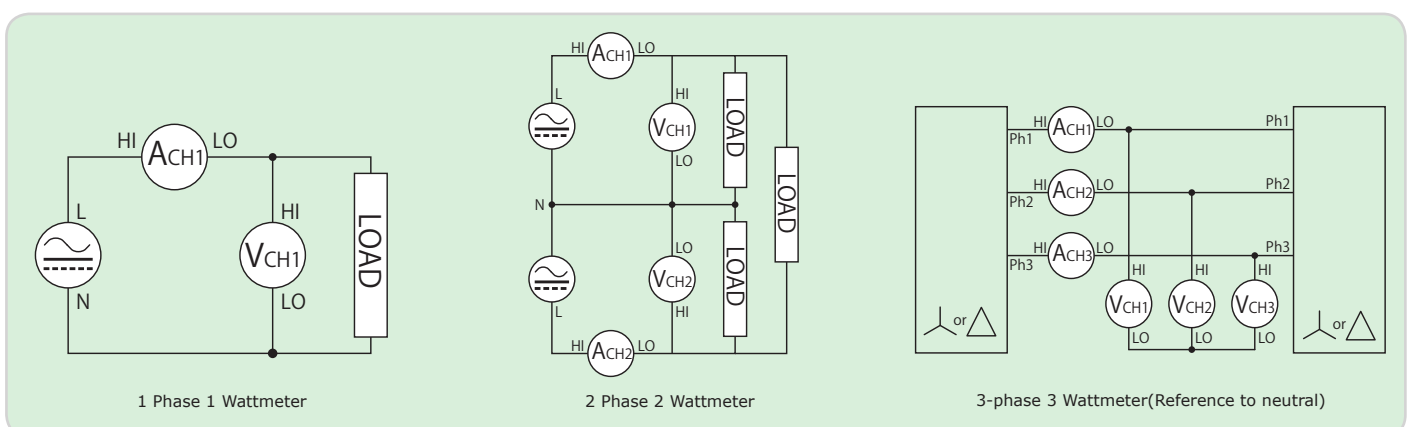 HI
ACH1
LO
L
N
HI
VCH1
LO
LOAD
1 Phase 1 Wattmeter
HI
ACH1
LO
L
HI
VCH1
LO
LOAD
LOAD
N
LO
VCH2
HI
LOAD
L
HI
ACH2
LO
2 Phase 2 Wattmeter
HI
ACH1
LO
Ph1
Ph1
HI
ACH2
LO
Ph2
Ph2
HI
ACH3
LO
Ph3
Ph3
HI
HI
HI
VCH1
VCH2
VCH3
LO
LO
LO
or
or
3-phase 3 Wattmeter(Reference to neutral)